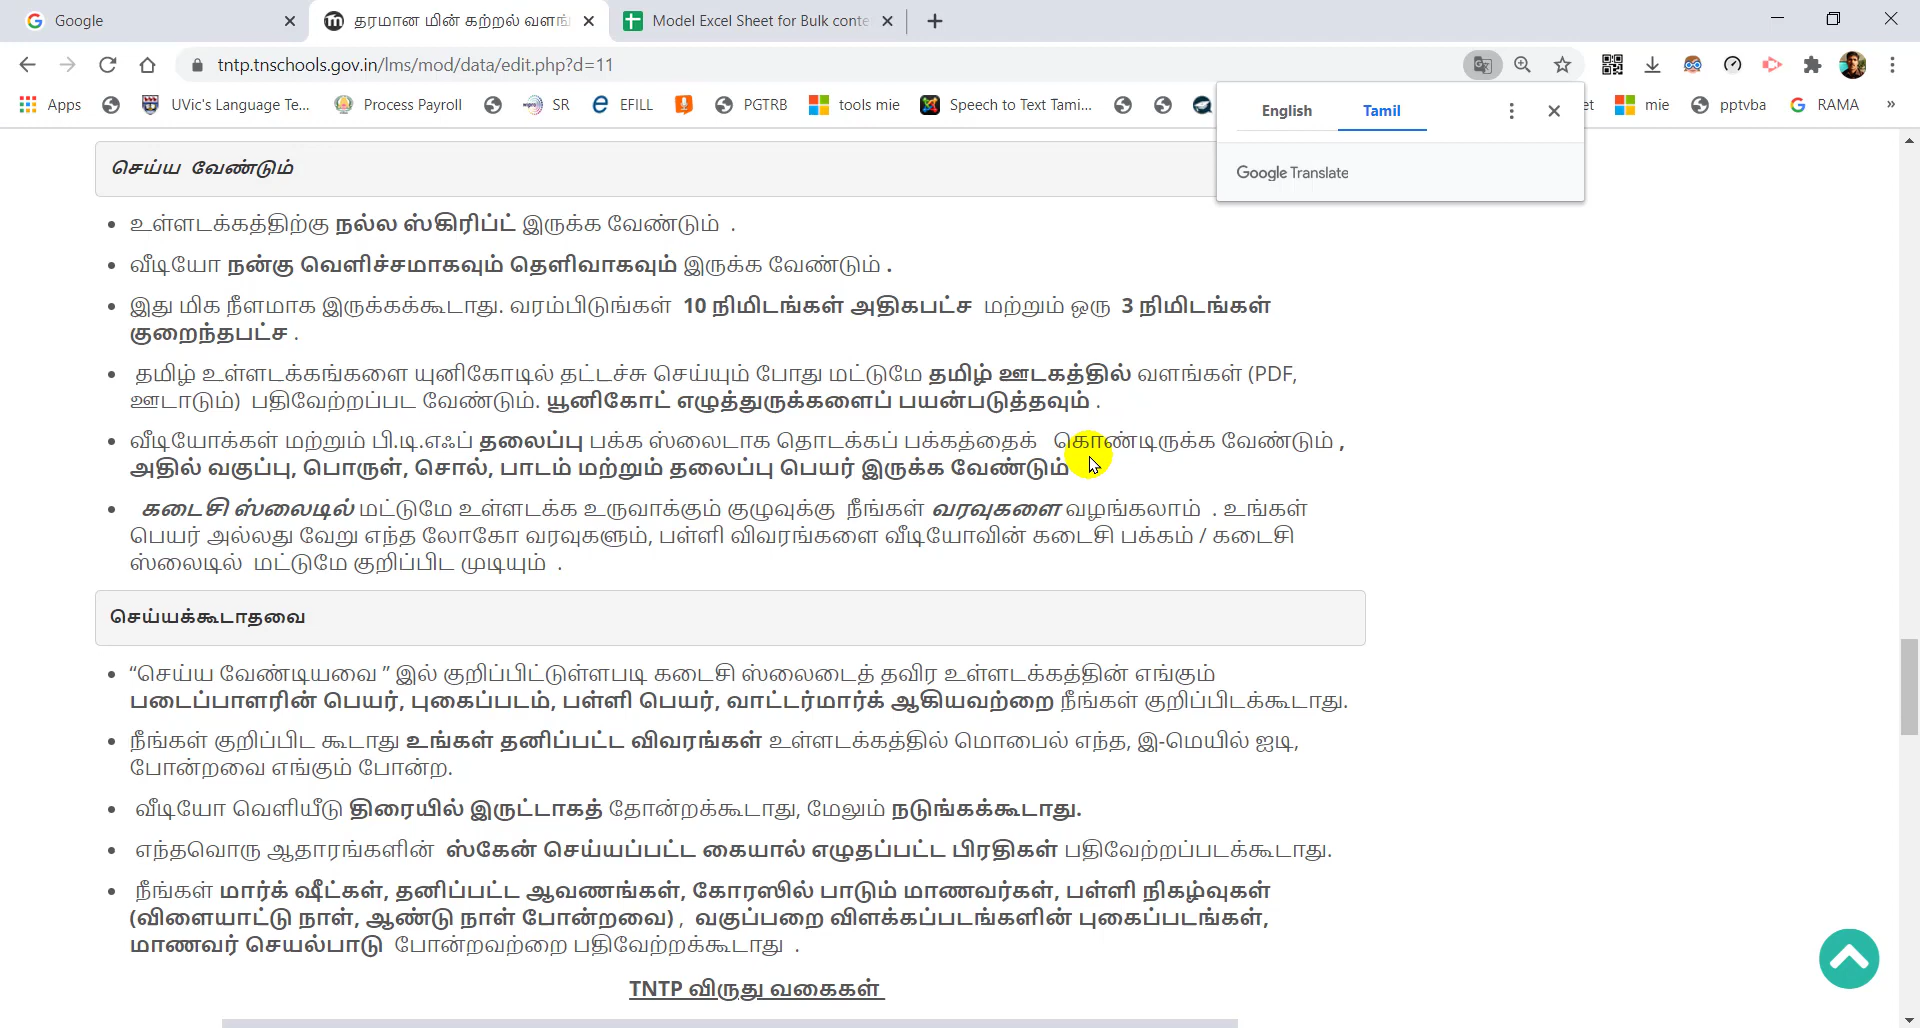 Google
தரமான மின் கற்றல் வளங்
Model Excel Sheet for Bulk conte
tntp.tnschools.gov.in/lms/mod/data/edit.php?d=11
Apps
UVic's Language Te...
Process Payroll
SR
EFILL
PGTRB
tools mie
Speech to Text Tami...
et
mie
pptvba
RAMA
»
English
Tamil
Google Translate
செய்ய வேண்டும்
• உள்ளடக்கத்திற்கு நல்ல ஸ்கிரிப்ட் இருக்க வேண்டும் .
• வீடியோ நன்கு வெளிச்சமாகவும் தெளிவாகவும் இருக்க வேண்டும் .
• இது மிக நீளமாக இருக்கக்கூடாது. வரம்பிடுங்கள் 10 நிமிடங்கள் அதிகபட்ச மற்றும் ஒரு 3 நிமிடங்கள்
குறைந்தபட்ச .
• தமிழ் உள்ளடக்கங்களை யுனிகோடில் தட்டச்சு செய்யும் போது மட்டுமே தமிழ் ஊடகத்தில் வளங்கள் (PDF,
ஊடாடும்) பதிவேற்றப்பட வேண்டும். யூனிகோட் எழுத்துருக்களைப் பயன்படுத்தவும் .
• வீடியோக்கள் மற்றும் பி.டி.எஃப் தலைப்பு பக்க ஸ்லைடாக தொடக்கப் பக்கத்தைக் கொண்டிருக்க வேண்டும் ,
அதில் வகுப்பு, பொருள், சொல், பாடம் மற்றும் தலைப்பு பெயர் இருக்க வேண்டும்
• கடைசி ஸ்லைடில் மட்டுமே உள்ளடக்க உருவாக்கும் குழுவுக்கு நீங்கள் வரவுகளை வழங்கலாம் . உங்கள்
பெயர் அல்லது வேறு எந்த லோகோ வரவுகளும், பள்ளி விவரங்களை வீடியோவின் கடைசி பக்கம் / கடைசி
ஸ்லைடில் மட்டுமே குறிப்பிட முடியும் .
செய்யக்கூடாதவை
• “செய்ய வேண்டியவை ” இல் குறிப்பிட்டுள்ளபடி கடைசி ஸ்லைடைத் தவிர உள்ளடக்கத்தின் எங்கும்
படைப்பாளரின் பெயர், புகைப்படம், பள்ளி பெயர், வாட்டர்மார்க் ஆகியவற்றை நீங்கள் குறிப்பிடக்கூடாது.
• நீங்கள் குறிப்பிட கூடாது உங்கள் தனிப்பட்ட விவரங்கள் உள்ளடக்கத்தில் மொபைல் எந்த, இ-மெயில் ஐடி,
போன்றவை எங்கும் போன்ற.
• வீடியோ வெளியீடு திரையில் இருட்டாகத் தோன்றக்கூடாது, மேலும் நடுங்கக்கூடாது.
• எந்தவொரு ஆதாரங்களின் ஸ்கேன் செய்யப்பட்ட கையால் எழுதப்பட்ட பிரதிகள் பதிவேற்றப்படக்கூடாது.
• நீங்கள் மார்க் ஷீட்கள், தனிப்பட்ட ஆவணங்கள், கோரஸில் பாடும் மாணவர்கள், பள்ளி நிகழ்வுகள்
(விளையாட்டு நாள், ஆண்டு நாள் போன்றவை) , வகுப்பறை விளக்கப்படங்களின் புகைப்படங்கள்,
மாணவர் செயல்பாடு போன்றவற்றை பதிவேற்றக்கூடாது .
TNTP விருது வகைகள்